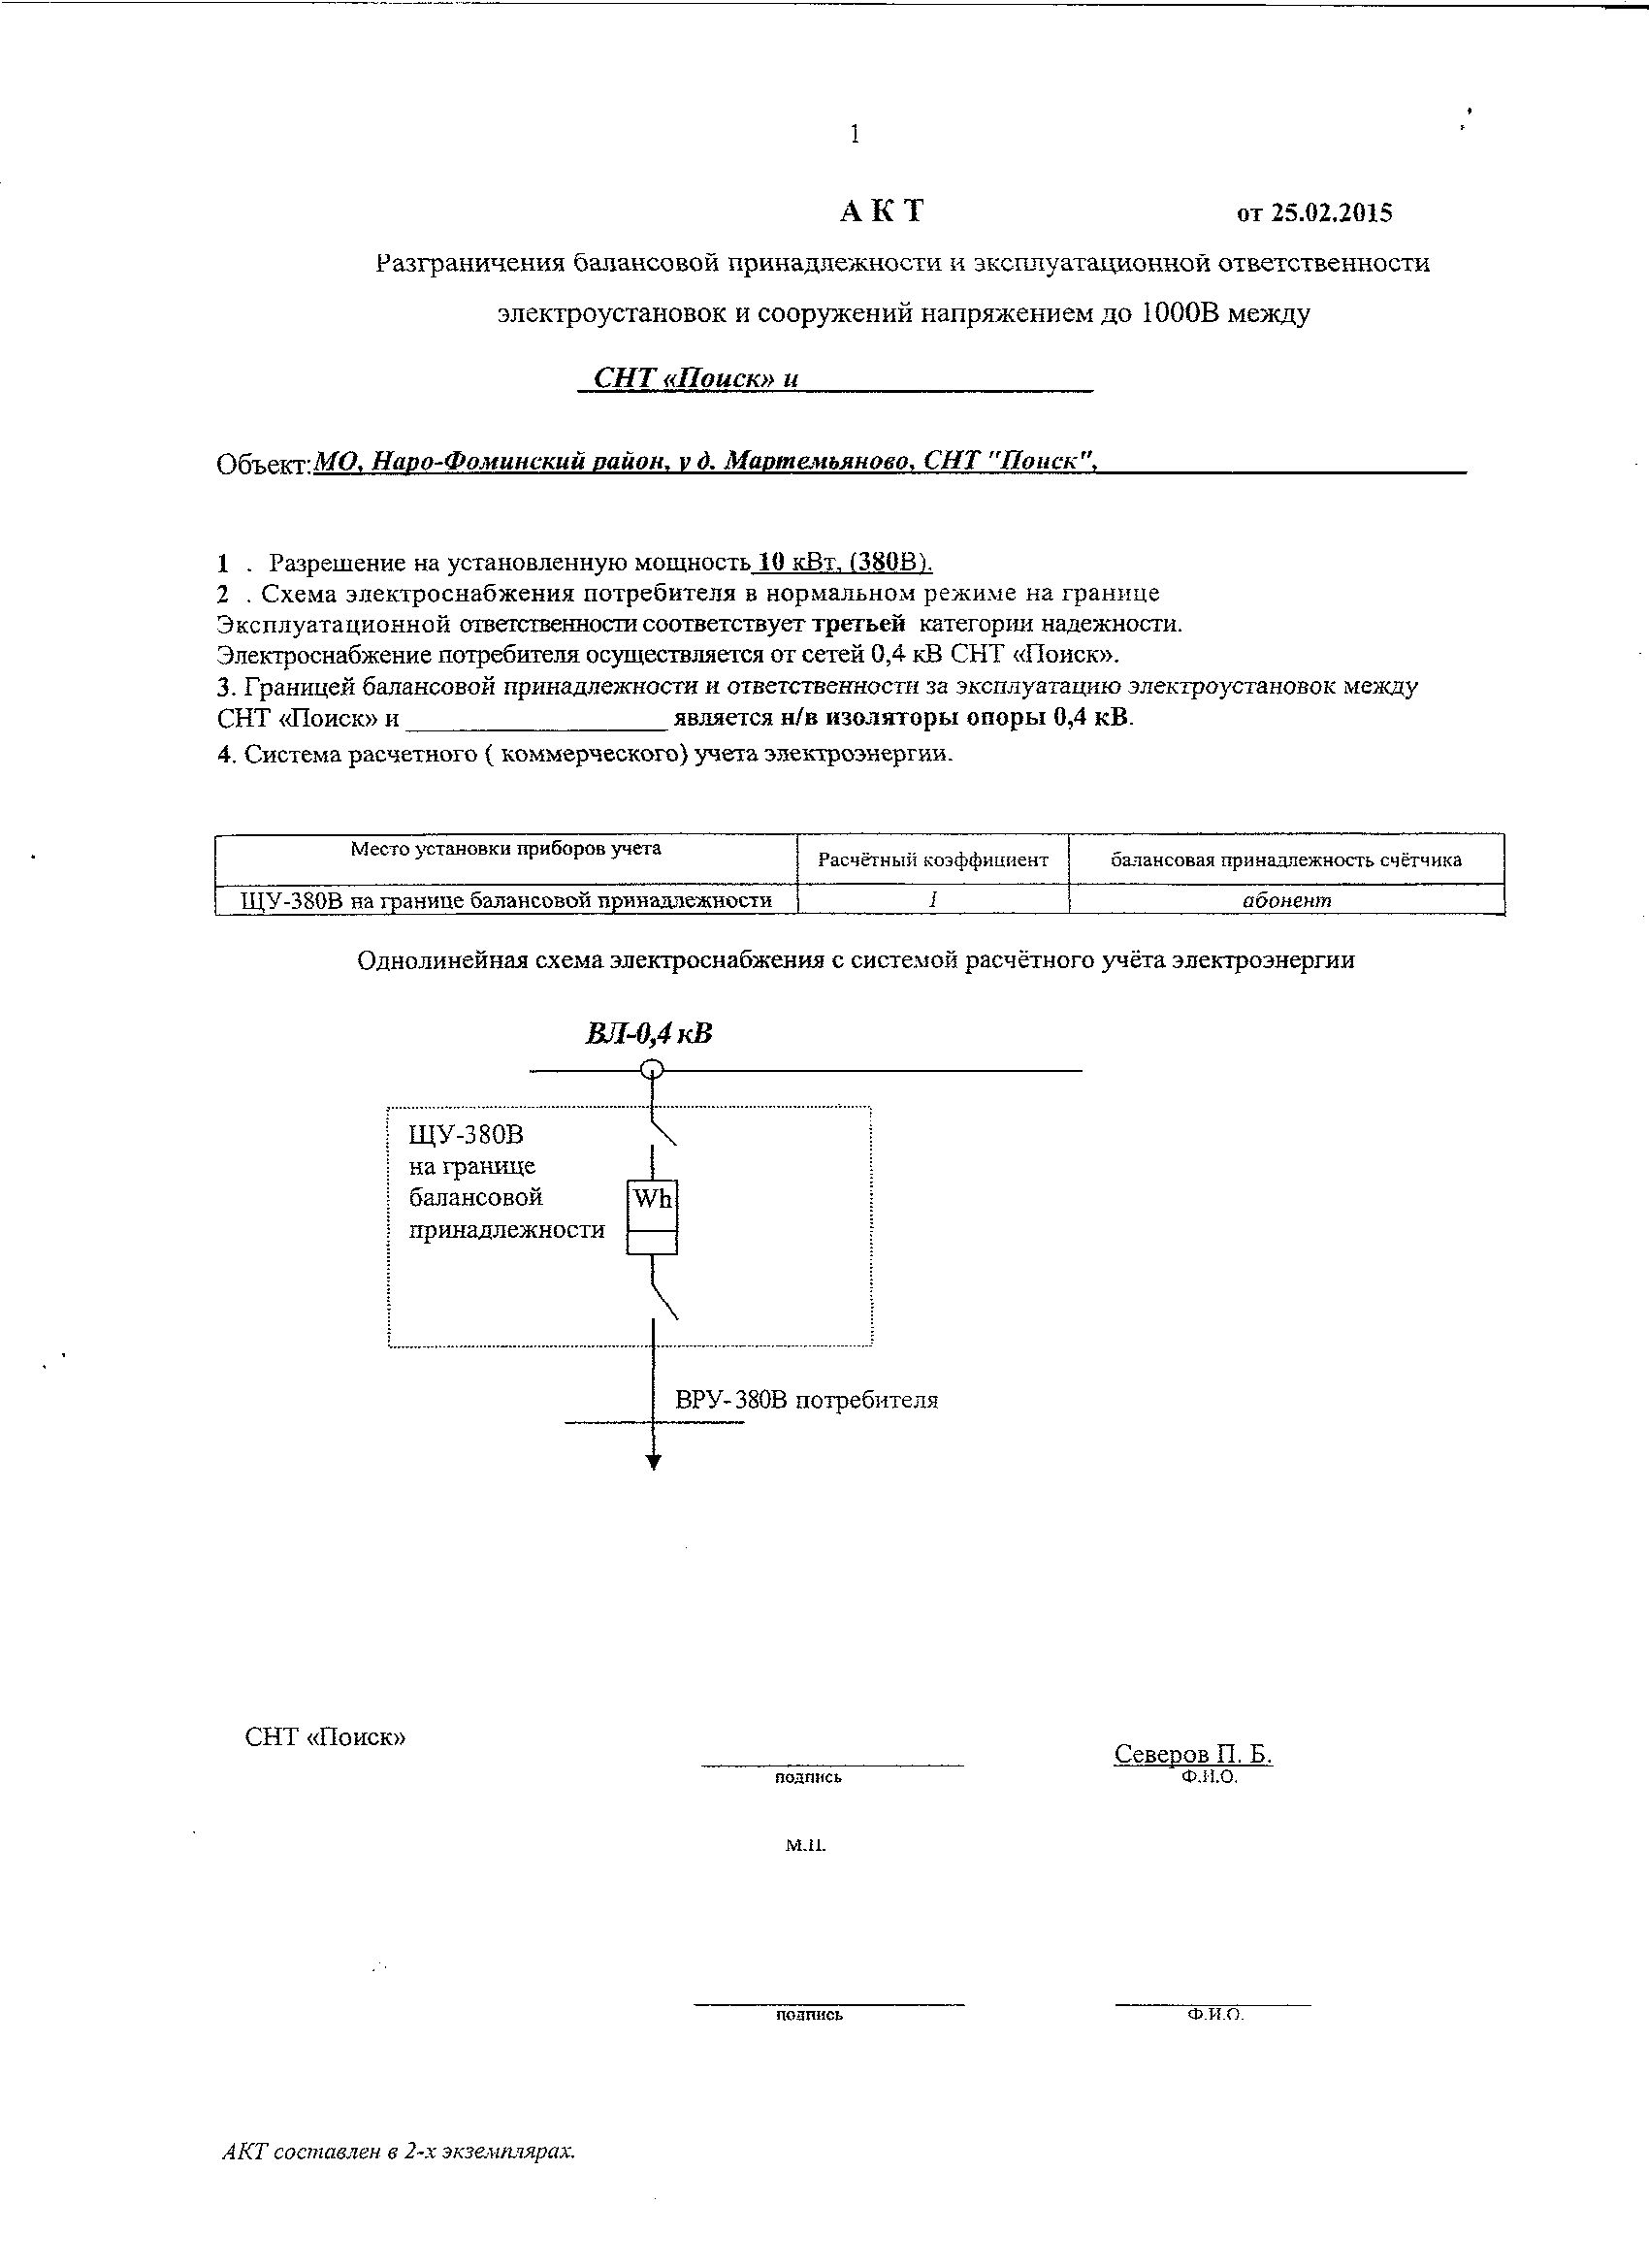 1
А К Т от 25.02.2015
Разграничения балансовой принадлежности и эксплуатационной ответственности
электроустановок и сооружений напряжением до 1000В между
СНТ «Поиск» и
Объект:МО, Наро-Фоминский район, у д. Мартемьяново, СНТ "Поиск",
1 . Разрешение на установленную мощность 10 кВт, (380В).
2 . Схема электроснабжения потребителя в нормальном режиме на границе
Эксплуатационной ответственности соответствует третьей категории надежности.
Электроснабжение потребителя осуществляется от сетей 0,4 кВ СНТ «Поиск».
3. Границей балансовой принадлежности и ответственности за эксплуатацию электроустановок между
СНТ «Поиск» и ____________________ является н/в изоляторы опоры 0,4 кВ.
4. Система расчетного ( коммерческого) учета электроэнергии.
Место установки приборов учета Расчётный коэффициент балансовая принадлежность счётчика
ЩУ-380В на границе балансовой принадлежности 1 абонент
Однолинейная схема электроснабжения с системой расчётного учёта электроэнергии
ВЛ-0,4 кВ
ЩУ-380В
на границе
балансовой
принадлежности
Wh
ВРУ-380В потребителя
СНТ «Поиск»
Северов П. Б.
подпись Ф.И.О.
М.П.
подпись Ф.И.О.
АКТ составлен в 2-х экземплярах.